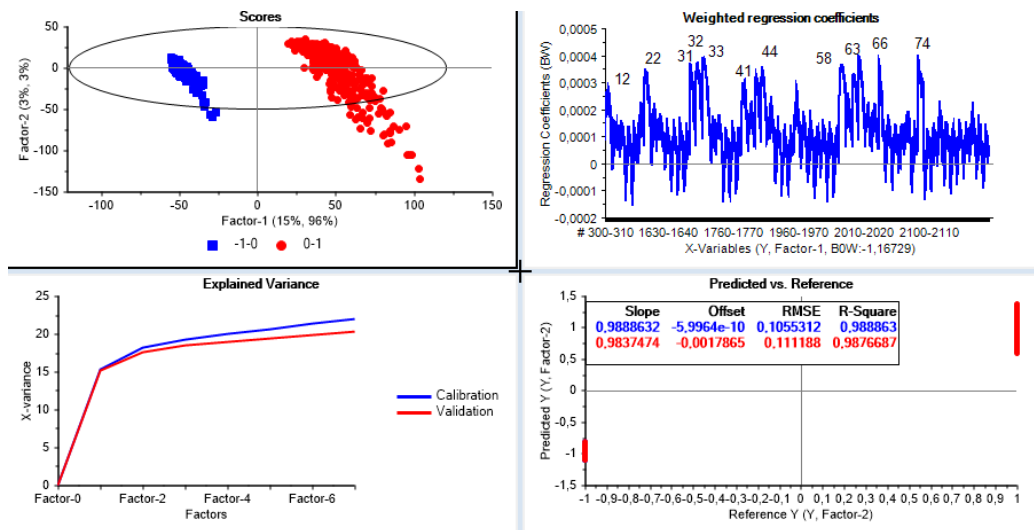 Scores
50
0
-50
-100
-150
Factor-2 (3%, 3%)
-100 -50 0 50 100 150
Factor-1 (15%, 96%)
-1-0 0-1
Weighted regression coefficients
0,0005
0,0004
0,0003
0,0002
0,0001
0
-0,0001
-0,0002
Regression Coefficients (BW)
12 22 31 32 33 41 44 58 63 66 74
# 300-310 1630-1640 1760-1770 1960-1970 2010-2020 2100-2110
X-Variables (Y, Factor-1, B0W:-1,16729)
Explained Variance
25
20
15
10
5
0
X-variance
Calibration
Validation
Factor-0 Factor-2 Factor-4 Factor-6
Factors
Predicted vs. Reference
1,5
1
0,5
0
-0,5
-1
-1,5
Predicted Y (Y, Factor-2)
Slope Offset RMSE R-Square
0,9888632 -5,9964e-10 0,1055312 0,988863
0,9837474 -0,0017865 0,111188 0,9876687
-1 -0,9-0,8-0,7-0,6-0,5-0,4-0,3-0,2-0,1 0 0,1 0,2 0,3 0,4 0,5 0,6 0,7 0,8 0,9 1
Reference Y (Y, Factor-2)